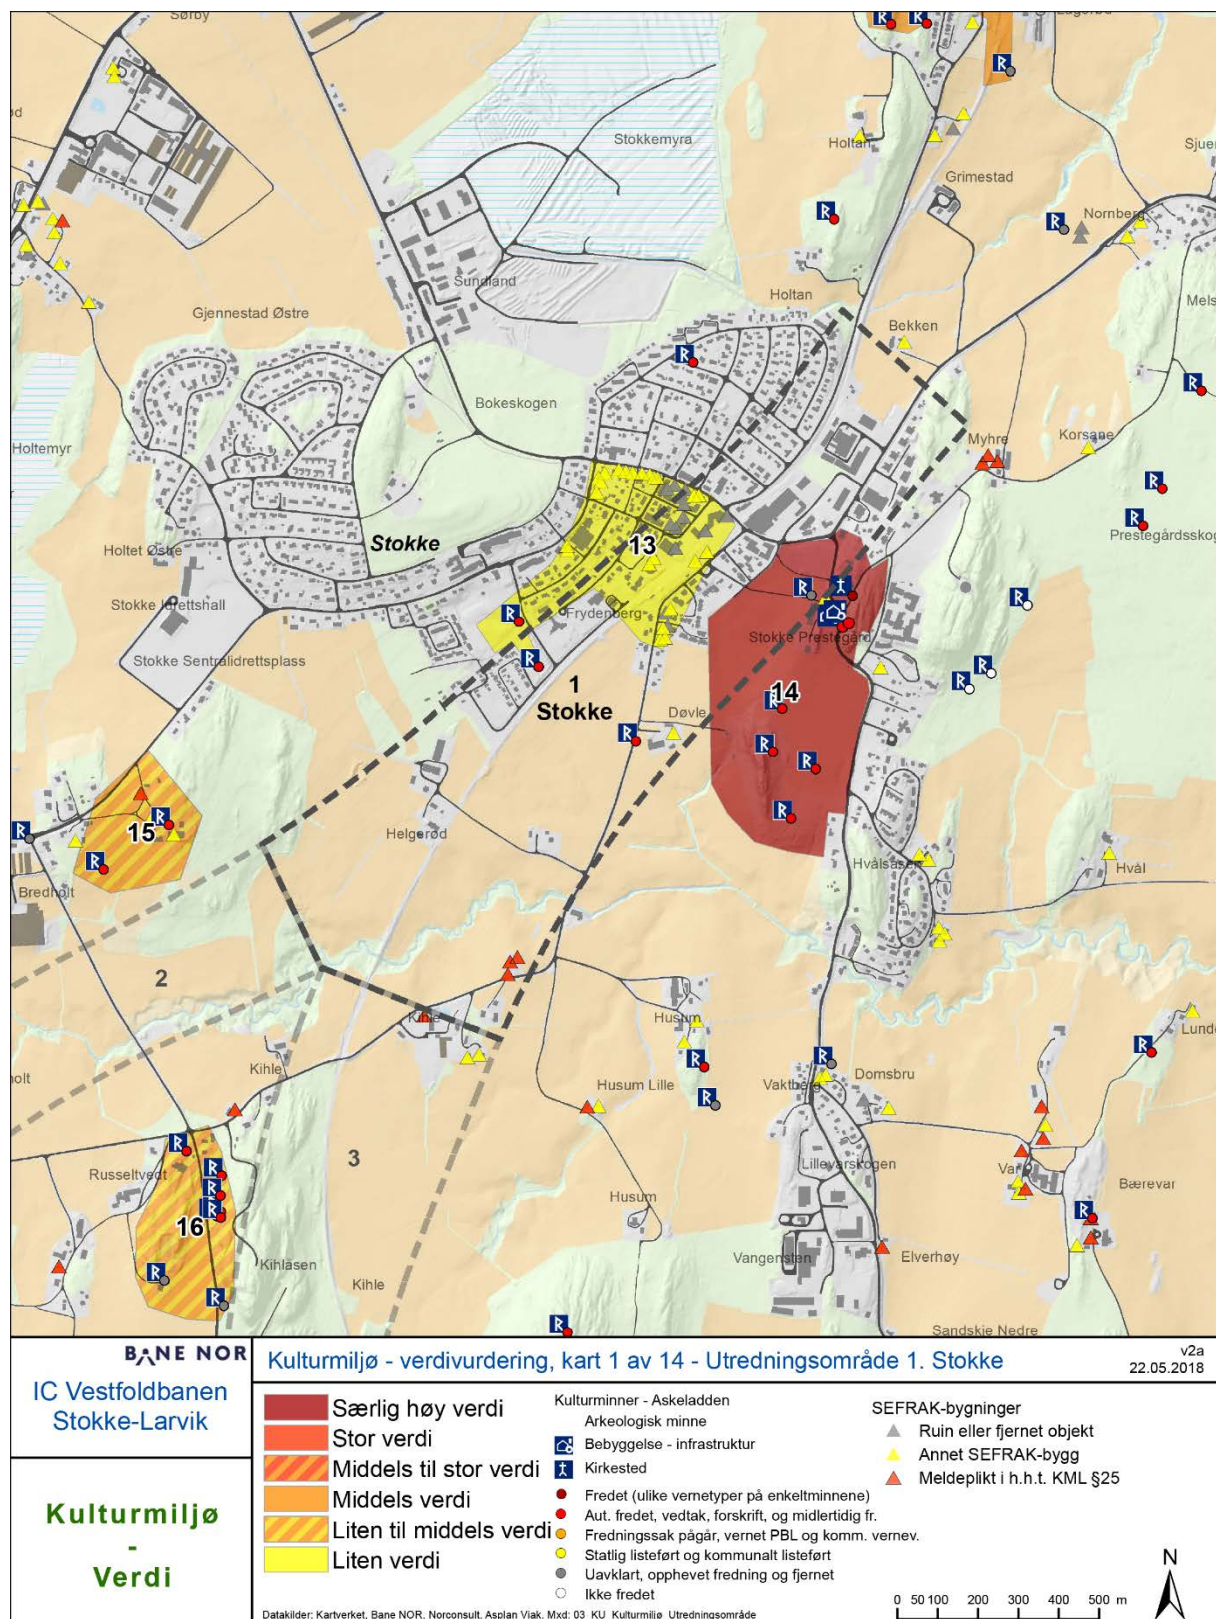 Sørby
Lagerød
Stokkemyra
Holtan
Sjuer
Grimestad
Nornberg
Sundland
Holtan
Mels
Gjennestad Østre
Bekken
Bokeskogen
Myhre
Korsane
Holtemyr
Stokke
13
Prestegårdsskog
Holtet Østre
Stokke Idrettshall
Frydenberg
Stokke Prestegård
Stokke Sentralidrettsplass
1
Stokke
14
Døvle
15
Helgerød
Hvålsåsen
Hvål
Bredholt
2
Kihle
Husum
Lunde
holt
Kihle
Husum Lille
Vaktberg
Domsbru
3
Russeltvedt
Lillevarskogen
Var
Bærevar
Husum
16
Kihlåsen
Vangensten
Elverhøy
Kihle
Sandskje Nedre
BANE NOR
IC Vestfoldbanen
Stokke-Larvik
Kulturmiljø
-
Verdi
Kulturmiljø - verdivurdering, kart 1 av 14 - Utredningsområde 1. Stokke
v2a
22.05.2018
Særlig høy verdi
Stor verdi
Middels til stor verdi
Middels verdi
Liten til middels verdi
Liten verdi
Kulturminner - Askeladden
Arkeologisk minne
Bebyggelse - infrastruktur
Kirkested
Fredet (ulike vernetyper på enkeltminnene)
Aut. fredet, vedtak, forskrift, og midlertidig fr.
Fredningssak pågår, vernet PBL og komm. vernev.
Statlig listeført og kommunalt listeført
Uavklart, opphevet fredning og fjernet
Ikke fredet
SEFRAK-bygninger
Ruin eller fjernet objekt
Annet SEFRAK-bygg
Meldeplikt i h.h.t. KML §25
N
0 50 100 200 300 400 500 m
Datakilder: Kartverket, Bane NOR, Norconsult, Asplan Viak. Mxd: 03_KU_Kulturmiljø_Utredningsområde